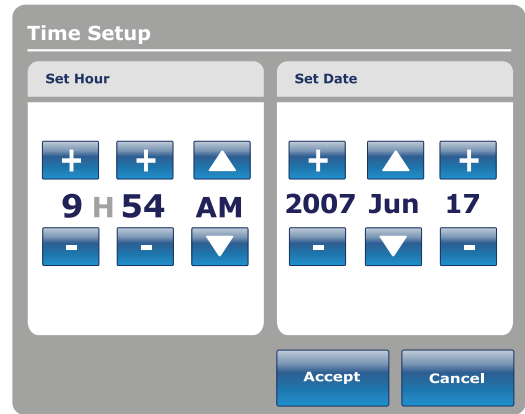 Time Setup
Set Hour
Set Date
+ + + +
9 H 54 AM 2007 Jun 17
- - - -
Accept Cancel